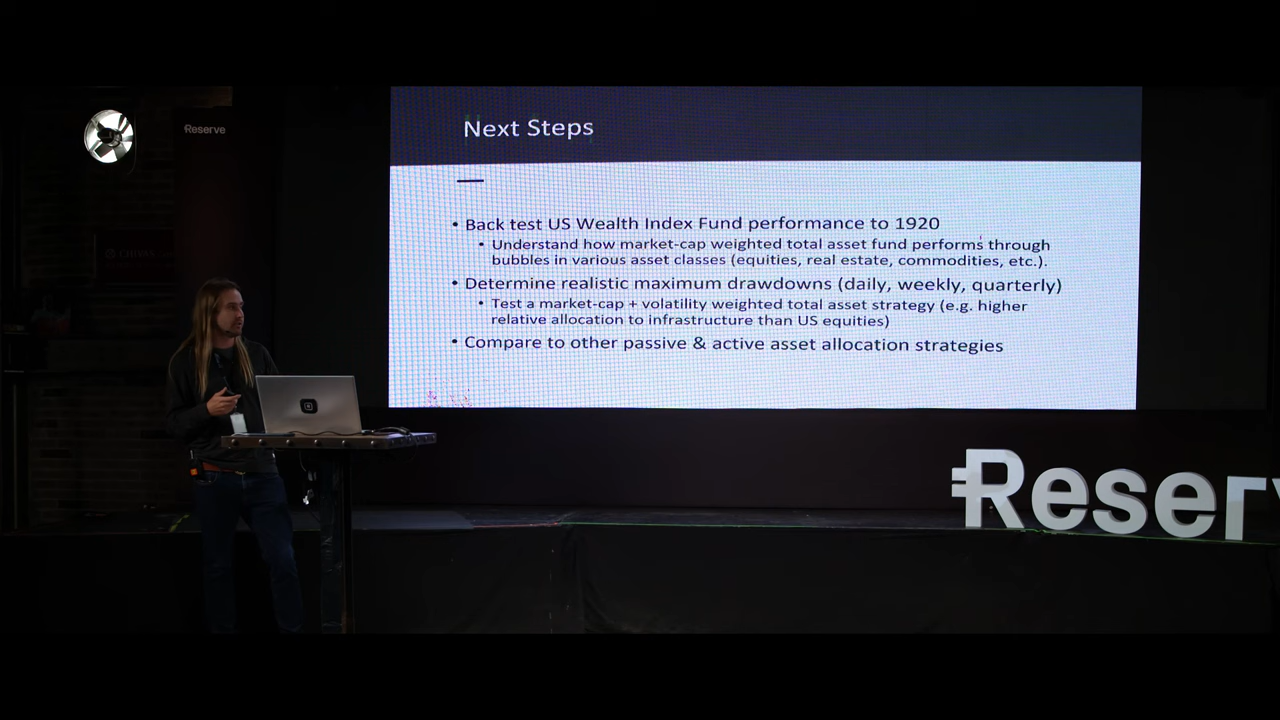 Reserve
Next Steps
• Back test US Wealth Index Fund performance to 1920
• Understand how market-cap weighted total asset fund performs through
bubbles in various asset classes (equities, real estate, commodities, etc.).
• Determine realistic maximum drawdowns (daily, weekly, quarterly)
• Test a market-cap + volatility weighted total asset strategy (e.g. higher
relative allocation to infrastructure than US equities)
• Compare to other passive & active asset allocation strategies
Reser